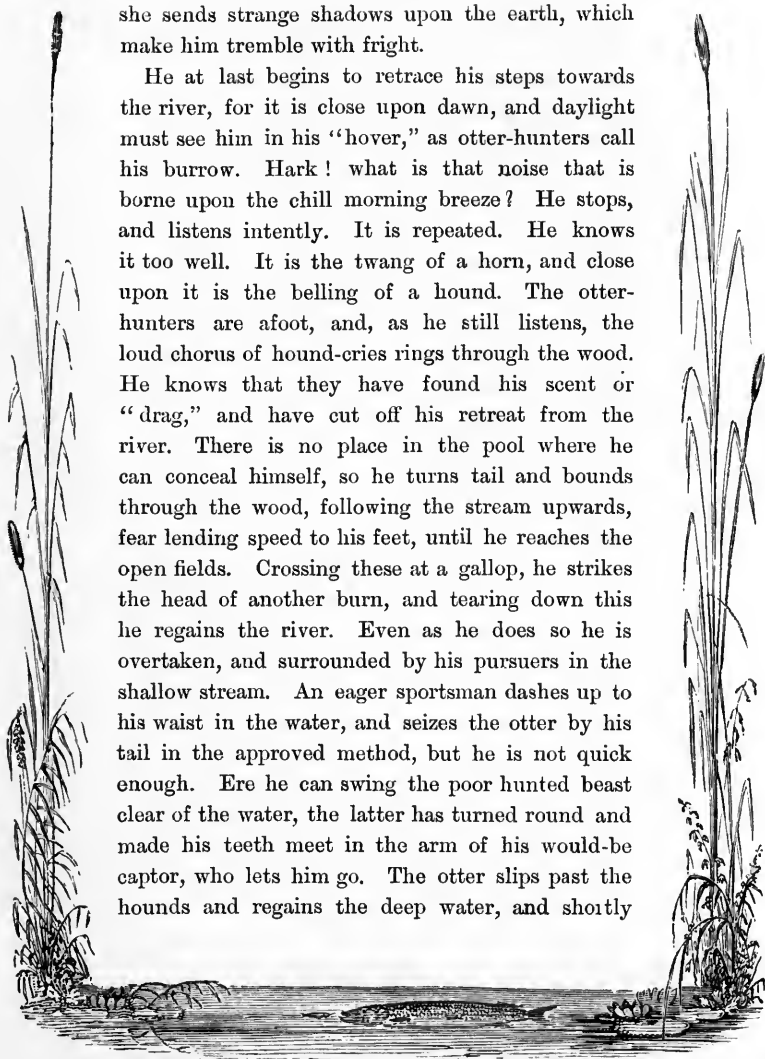 she sends strange shadows upon the earth, which
make him tremble with fright.
He at last begins to retrace his steps towards
the river, for it is close upon dawn, and daylight
must see him in his “hover,” as otter-hunters call
his burrow. Hark ! what is that noise that is
borne upon the chill morning breeze? He stops,
and listens intently. It is repeated. He knows
it too well. It is the twang of a horn, and close
upon it is the belling of a hound. The otter-
hunters are afoot, and, as he still listens, the
loud chorus of hound-cries rings through the wood.
He knows that they have found his scent or
“ drag,” and have cut off his retreat from the
river. There is no place in the pool where he
can conceal himself, so he turns tail and bounds
through the wood, following the stream upwards,
fear lending speed to his feet, until he reaches the
open fields. Crossing these at a gallop, he strikes
the head of another burn, and tearing down this
he regains the river. Even as he does so he is
overtaken, and surrounded by his pursuers in the
shallow stream. An eager sportsman dashes up to
his waist in the water, and seizes the otter by his
tail in the approved method, but he is not quick
enough. Ere he can swing the poor hunted beast
clear of the water, the latter has turned round and
made his teeth meet in the arm of his would-be
captor, who lets him go. The otter slips past the
hounds and regains the deep water, and shortly